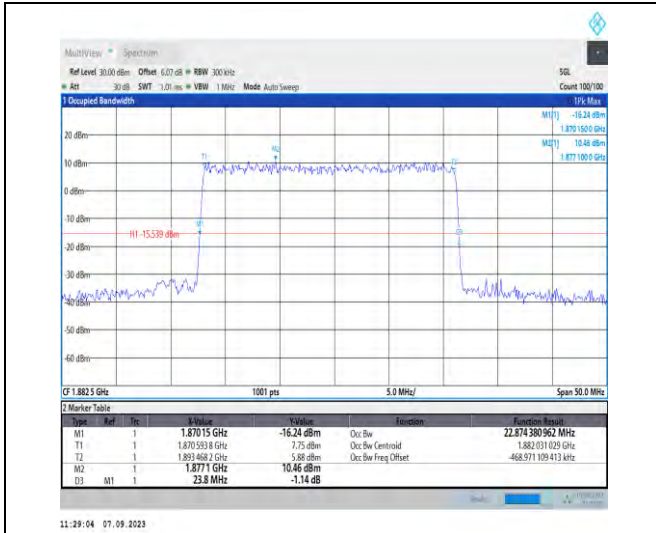 MultiView Spectrum
Ref Level 30.00 dBm Offset 6.07 dB RBW 300 kHz SGL
Att 30 dB SWT 1.01 ms VBW 1 MHz Mode Auto Sweep Count 100/100
1 Occupied Bandwidth 1Pk Max
M1[1] -16.24 dBm
1.870 150 0 GHz
M2[1] 10.46 dBm
1.877 100 0 GHz
20 dBm
10 dBm
0 dBm
-10 dBm
-20 dBm
-30 dBm
-40 dBm
-50 dBm
-60 dBm
T1
M2
T2
M1
D3
H1 -15.539 dBm
CF 1.882 5 GHz 1001 pts 5.0 MHz/ Span 50.0 MHz
2 Marker Table
Type Ref Trc X-Value Y-Value Function Function Result
M1 1 1.87015 GHz -16.24 dBm Occ Bw 22.874 380 962 MHz
T1 1 1.870 593 8 GHz 7.75 dBm Occ Bw Centroid 1.882 031 029 GHz
T2 1 1.893 468 2 GHz 5.88 dBm Occ Bw Freq Offset -468.971 109 413 kHz
M2 1 1.8771 GHz 10.46 dBm
D3 M1 1 23.8 MHz -1.14 dB
11:29:04 07.09.2023